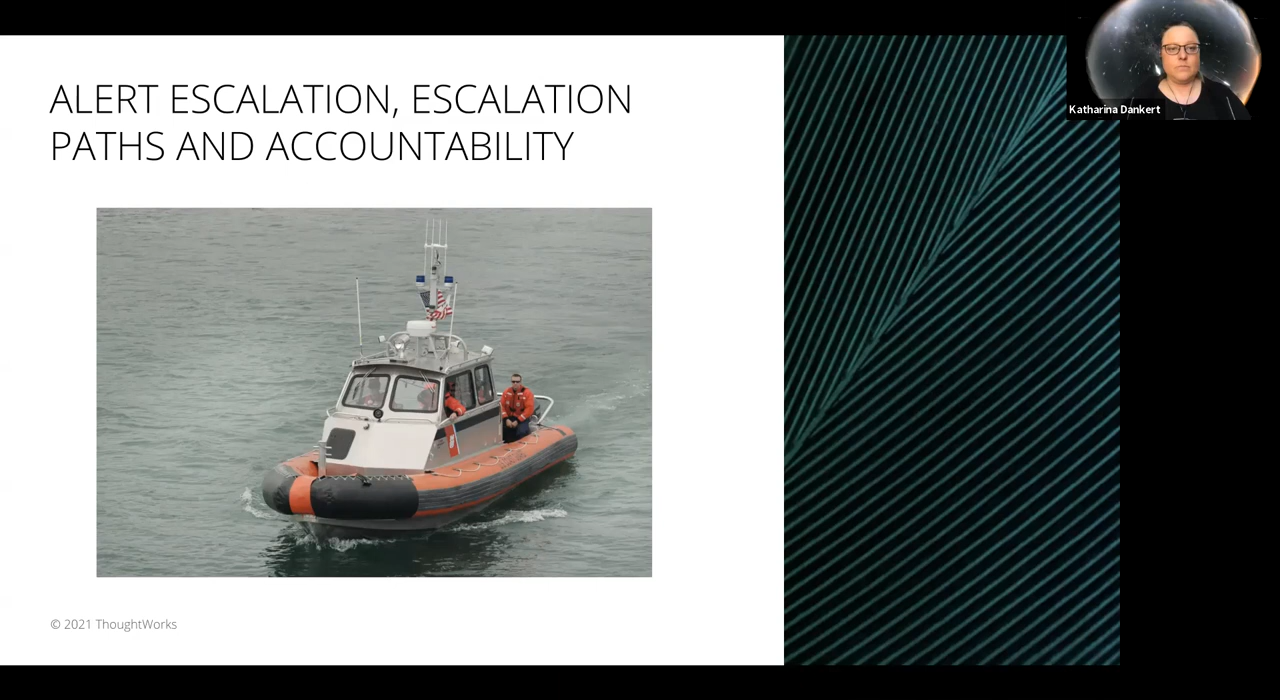 ALERT ESCALATION, ESCALATION
PATHS AND ACCOUNTABILITY
Katharina Dankert
© 2021 ThoughtWorks